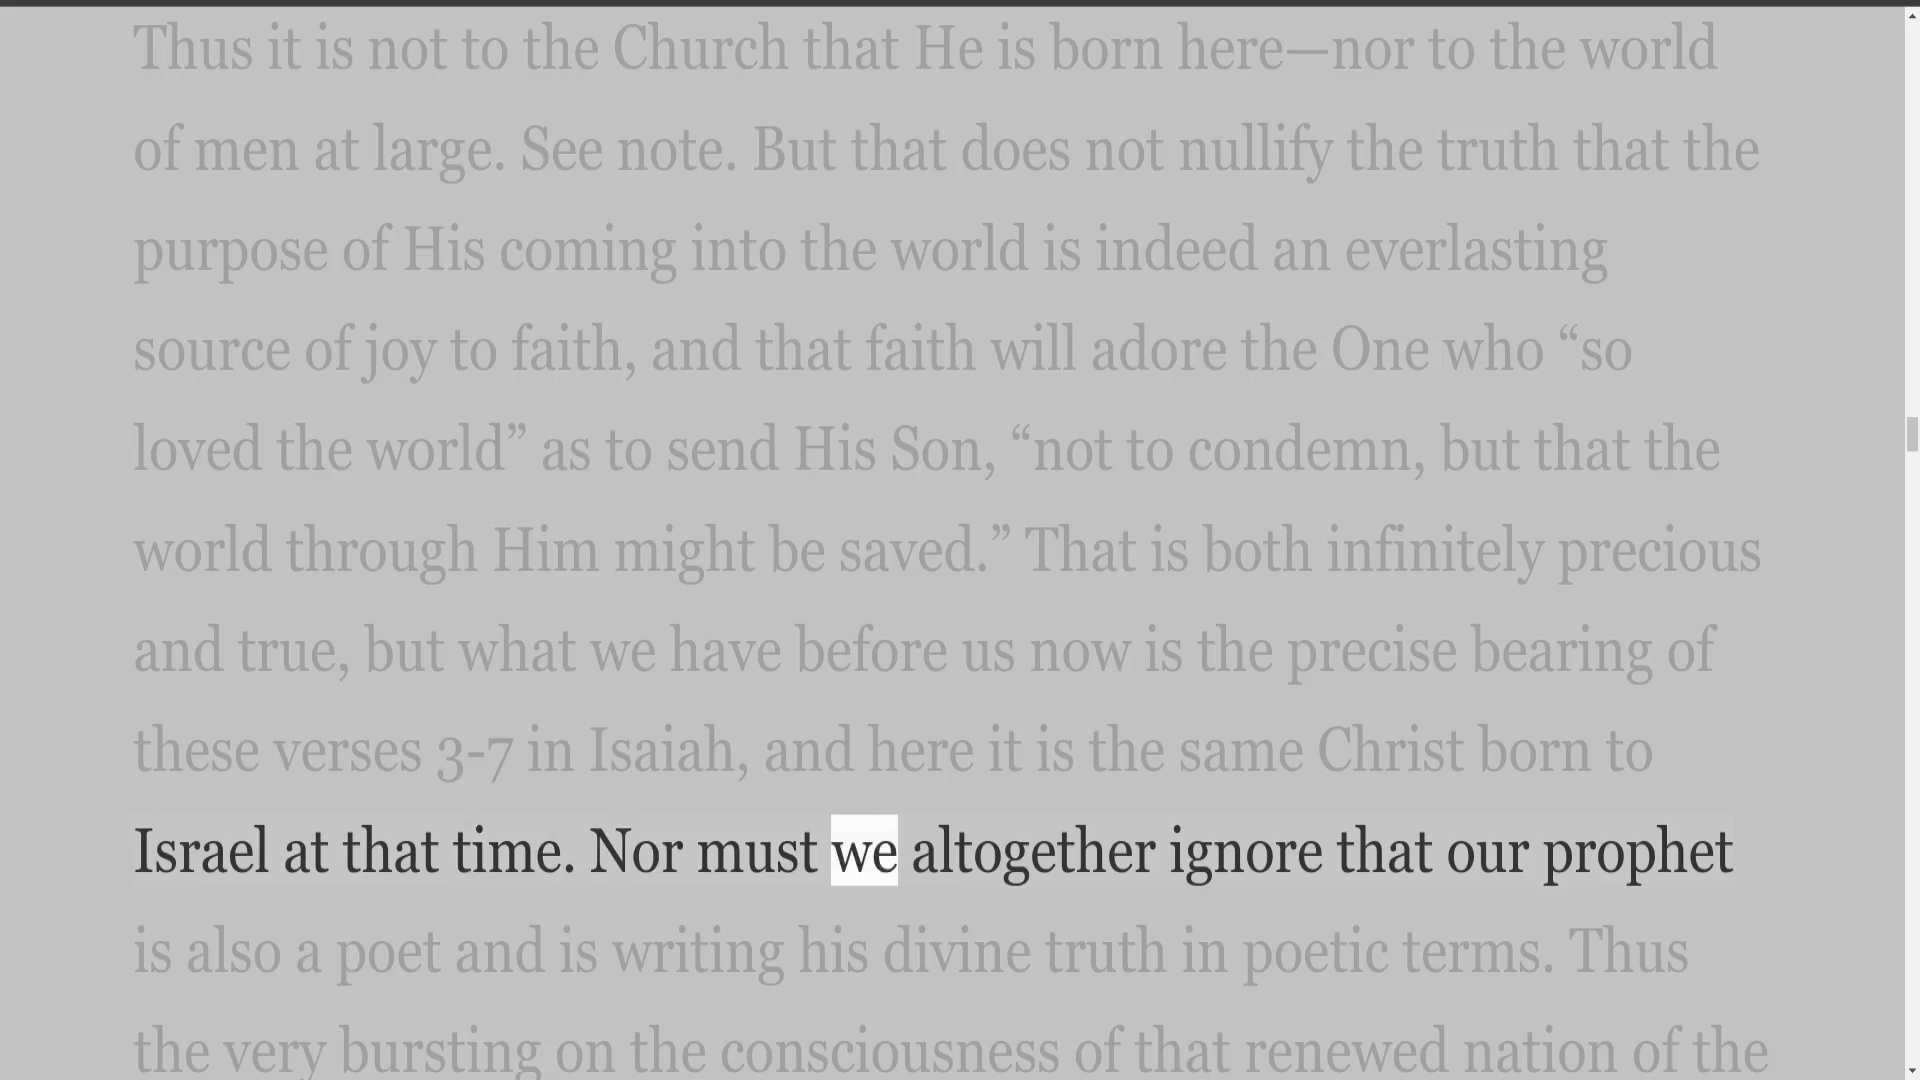 Thus it is not to the Church that He is born here—nor to the world
of men at large. See note. But that does not nullify the truth that the
purpose of His coming into the world is indeed an everlasting
source of joy to faith, and that faith will adore the One who “so
loved the world” as to send His Son, “not to condemn, but that the
world through Him might be saved.” That is both infinitely precious
and true, but what we have before us now is the precise bearing of
these verses 3-7 in Isaiah, and here it is the same Christ born to
Israel at that time. Nor must we altogether ignore that our prophet
is also a poet and is writing his divine truth in poetic terms. Thus
the very bursting on the consciousness of that renewed nation of the